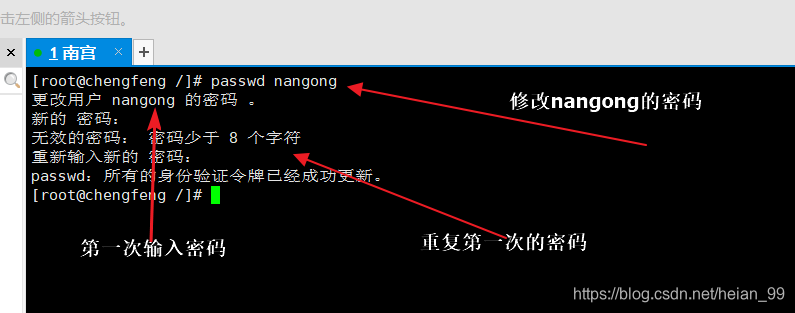 击左侧的箭头按钮。
1 南宫
[root@chengfeng /]# passwd nangong
更改用户 nangong 的密码 。
新的 密码：
无效的密码： 密码少于 8 个字符
重新输入新的 密码：
passwd：所有的身份验证令牌已经成功更新。
[root@chengfeng /]#
修改nangong的密码
第一次输入密码
重复第一次的密码
https://blog.csdn.net/heian_99